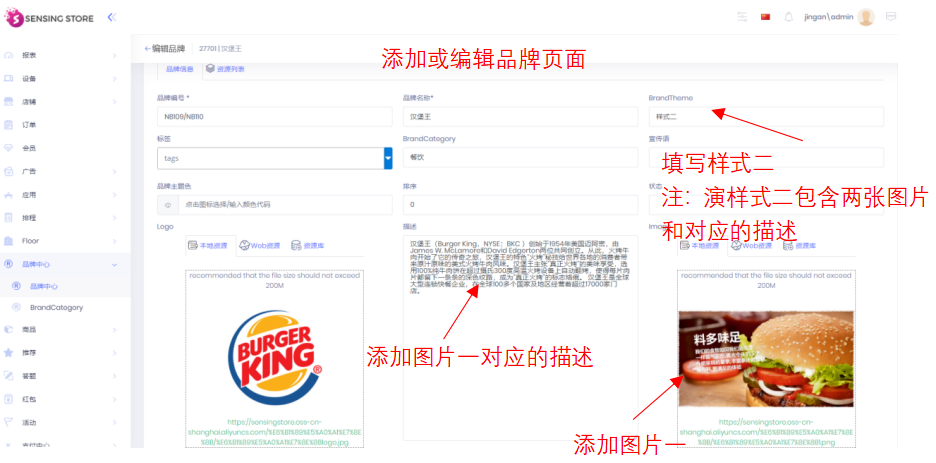 SENSING STORE
jingan\admin
编辑品牌 27701 | 汉堡王
添加或编辑品牌页面
报表
设备
店铺
订单
会员
广告
应用
排程
Floor
品牌中心
品牌中心
BrandCategory
商品
推荐
答题
红包
活动
支付中心
品牌信息 资源列表
品牌编号 * 品牌名称* BrandTheme
NB109/NB110 汉堡王 样式二
标签 BrandCategory 宣传语
tags 餐饮
填写样式二
注: 演样式二包含两张图片
和对应的描述
品牌主题色 排序 状态
点击图标选择/输入颜色代码 0
Logo 描述
本地资源 Web资源 资源库
recommended that the file size should not exceed
200M
BURGER
KING
https://sensingstore.oss-cn-
shanghai.aliyuncs.com/%E6%B1%89%E5%A0%A1%E7%8E
%8B/%E6%B1%89%E5%A0%A1%E7%8E%8Blogo.jpg
汉堡王（Burger King，NYSE：BKC）创始于1954年美国迈阿密，由
James W. McLamore和David Edgerton两位共同创立。从此，火烤牛
肉开始了它的传奇之旅，汉堡王的特色"火烤"秘技给世界各地的消费者带
来原汁原味的美式火烤牛肉风味。汉堡王主张"真正火烤"的美味享受，选
用100%纯牛肉饼在超过摄氏300度高温火烤设备上自动翻烤，使得每片肉
片都留下一条条的深色纹路，成为"真正火烤"的标志烙痕。汉堡王是全球
大型连锁快餐企业，在全球100多个国家及地区经营着超过17000家门
店。
添加图片一对应的描述
本地资源 Web资源 资源库
recommended that the file size should not exceed
200M
料多味足
https://sensingstore.oss-cn-
shanghai.aliyuncs.com/%E6%B1%89%E5%A0%A1%E7%8E
%8B/%E6%B1%89%E5%A0%A1%E7%8E%8B1.png
添加图片一